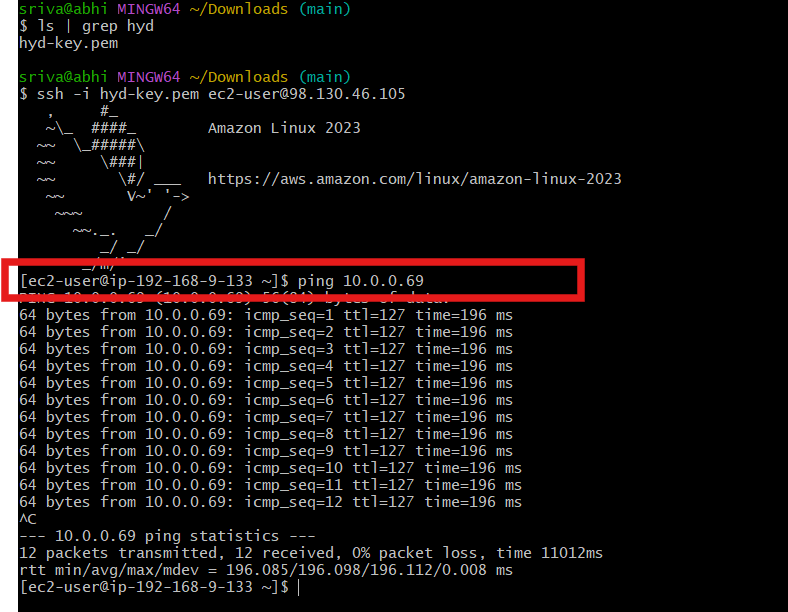 sriva@abhi MINGW64 ~/Downloads (main)
$ ls | grep hyd
hyd-key.pem

sriva@abhi MINGW64 ~/Downloads (main)
$ ssh -i hyd-key.pem ec2-user@98.130.46.105
   ,     #_
   ~\_  ####_        Amazon Linux 2023
  ~~  \_#####\
  ~~     \###|
  ~~       \#/ ___   https://aws.amazon.com/linux/amazon-linux-2023
   ~~       V~' '->
    ~~~         /
      ~~._.   _/
         _/ _/
       _/m/'
[ec2-user@ip-192-168-9-133 ~]$ ping 10.0.0.69
PING 10.0.0.69 (10.0.0.69) 56(84) bytes of data.
64 bytes from 10.0.0.69: icmp_seq=1 ttl=127 time=196 ms
64 bytes from 10.0.0.69: icmp_seq=2 ttl=127 time=196 ms
64 bytes from 10.0.0.69: icmp_seq=3 ttl=127 time=196 ms
64 bytes from 10.0.0.69: icmp_seq=4 ttl=127 time=196 ms
64 bytes from 10.0.0.69: icmp_seq=5 ttl=127 time=196 ms
64 bytes from 10.0.0.69: icmp_seq=6 ttl=127 time=196 ms
64 bytes from 10.0.0.69: icmp_seq=7 ttl=127 time=196 ms
64 bytes from 10.0.0.69: icmp_seq=8 ttl=127 time=196 ms
64 bytes from 10.0.0.69: icmp_seq=9 ttl=127 time=196 ms
64 bytes from 10.0.0.69: icmp_seq=10 ttl=127 time=196 ms
64 bytes from 10.0.0.69: icmp_seq=11 ttl=127 time=196 ms
64 bytes from 10.0.0.69: icmp_seq=12 ttl=127 time=196 ms
^C
--- 10.0.0.69 ping statistics ---
12 packets transmitted, 12 received, 0% packet loss, time 11012ms
rtt min/avg/max/mdev = 196.085/196.098/196.112/0.008 ms
[ec2-user@ip-192-168-9-133 ~]$